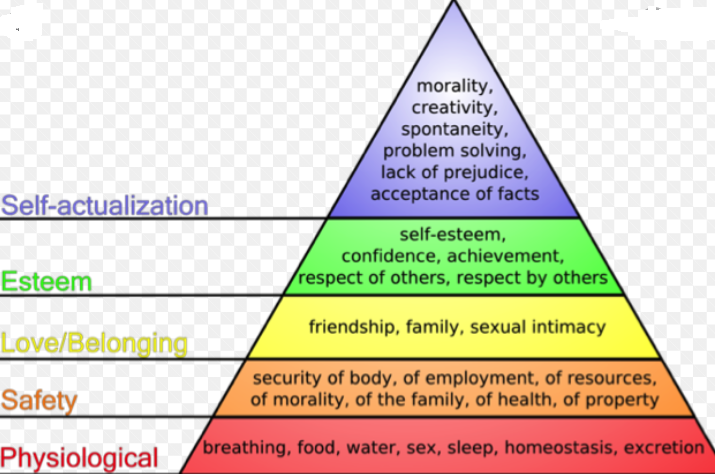 morality,
creativity,
spontaneity,
problem solving,
lack of prejudice,
acceptance of facts
Self-actualization
self-esteem,
confidence, achievement,
respect of others, respect by others
Esteem
friendship, family, sexual intimacy
Love/Belonging
security of body, of employment, of resources,
of morality, of the family, of health, of property
Safety
breathing, food, water, sex, sleep, homeostasis, excretion
Physiological